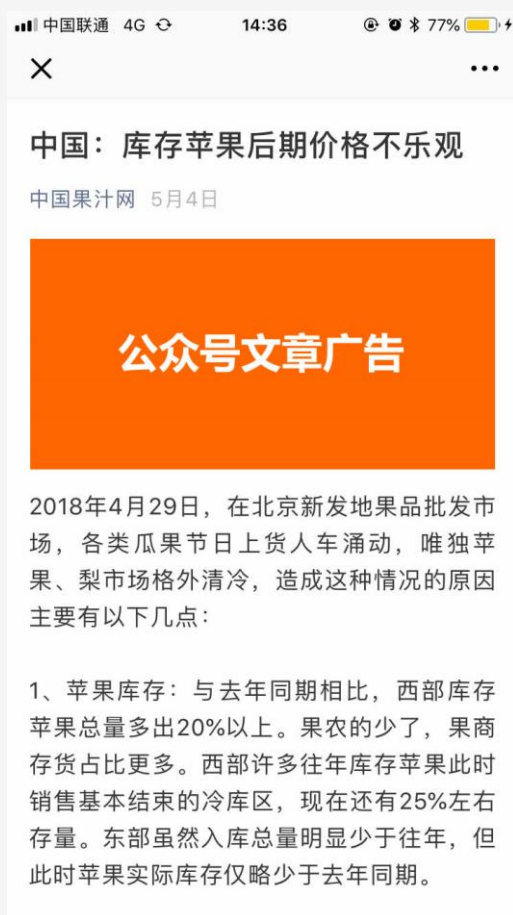 中国联通 4G 14:36 77%
中国：库存苹果后期价格不乐观
中国果汁网 5月4日
公众号文章广告
2018年4月29日，在北京新发地果品批发市
场，各类瓜果节日上货人车涌动，唯独苹
果、梨市场格外清冷，造成这种情况的原因
主要有以下几点：
1、苹果库存：与去年同期相比，西部库存
苹果总量多出20%以上。果农的少了，果商
存货占比更多。西部许多往年库存苹果此时
销售基本结束的冷库区，现在还有25%左右
存量。东部虽然入库总量明显少于往年，但
此时苹果实际库存仅略少于去年同期。